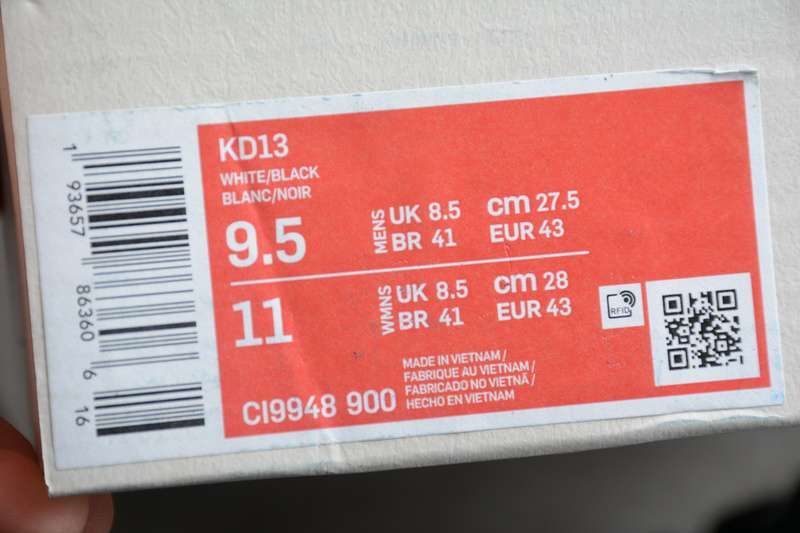 1 93657 86360 6 16
KD13
WHITE/BLACK
BLANC/NOIR
9.5
MENS
UK 8.5 cm 27.5
BR 41 EUR 43
11
WMNS
UK 8.5 cm 28
BR 41 EUR 43
RFID
CI9948 900
MADE IN VIETNAM /
FABRIQUE AU VIETNAM /
FABRICADO NO VIETNÃ /
HECHO EN VIETNAM